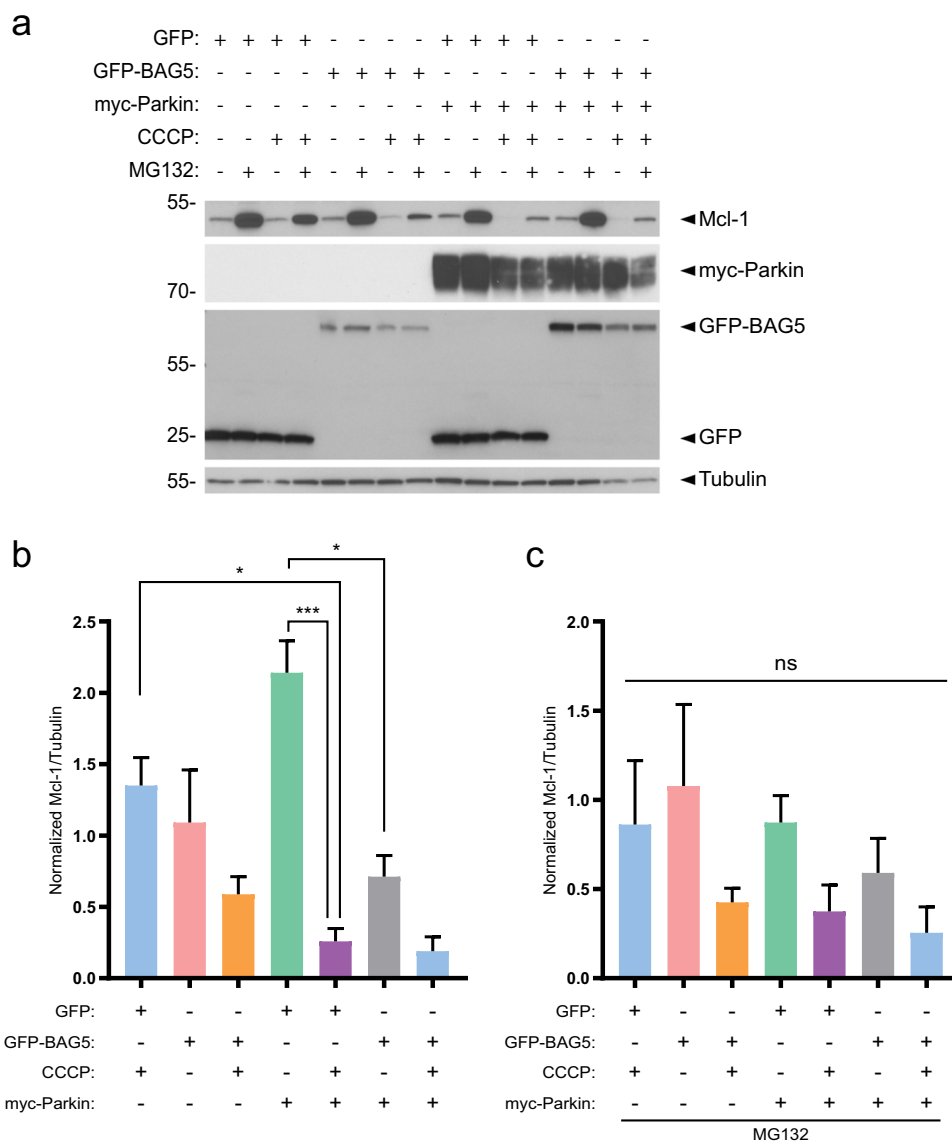 a
GFP: + + + + - - - - + + + + - - - -
GFP-BAG5: - - - - + + + + - - - - + + + +
myc-Parkin: - - - - - - - - + + + + + + + +
CCCP: - - + + - - + + - - + + - - + +
MG132: - + - + - + - + - + - + - + - +
55-
◄Mcl-1
◄myc-Parkin
70-
◄GFP-BAG5
55-
25-
◄GFP
55-
◄Tubulin
b
*
*
***
Normalized Mcl-1/Tubulin
2.5
2.0
1.5
1.0
0.5
0.0
GFP: + - - + + - -
GFP-BAG5: - + + - - + +
CCCP: + - + - + - +
myc-Parkin: - - - + + + +
c
ns
Normalized Mcl-1/Tubulin
2.0
1.5
1.0
0.5
0.0
GFP: + - - + + - -
GFP-BAG5: - + + - - + +
CCCP: + - + - + - +
myc-Parkin: - - - + + + +
MG132